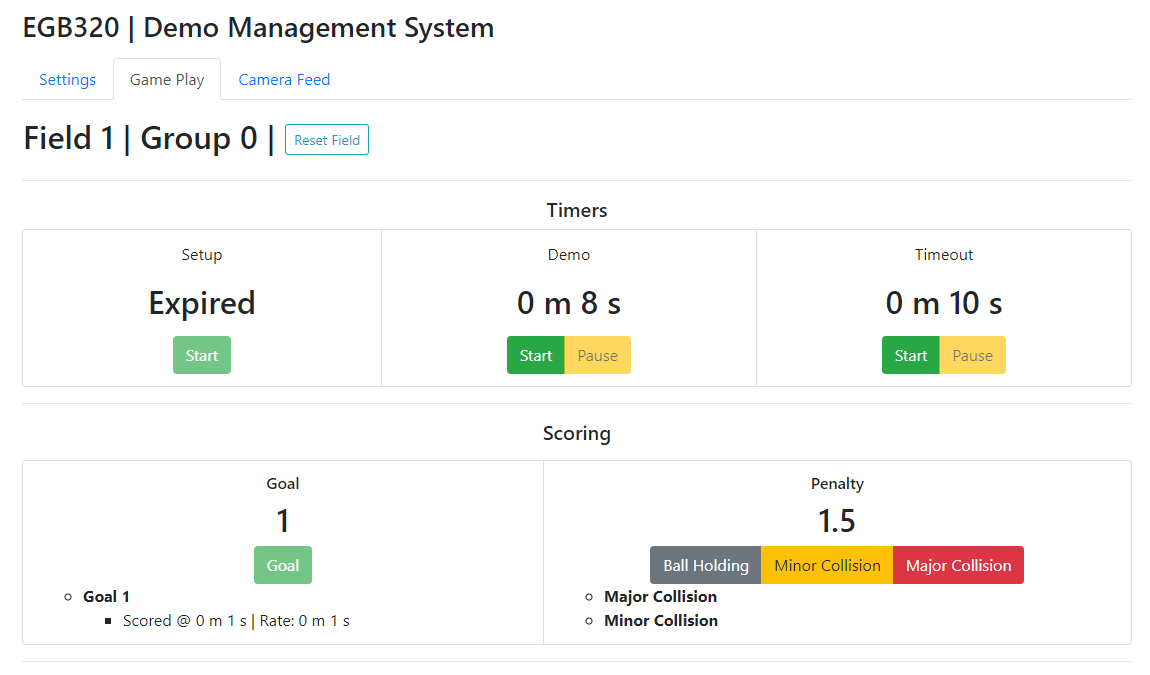 EGB320 | Demo Management System
Settings Game Play Camera Feed
Field 1 | Group 0 | Reset Field
Timers
Setup
Expired
Start
Demo
0 m 8 s
Start Pause
Timeout
0 m 10 s
Start Pause
Scoring
Goal
1
Goal
Goal 1
Scored @ 0 m 1 s | Rate: 0 m 1 s
Penalty
1.5
Ball Holding Minor Collision Major Collision
Major Collision
Minor Collision